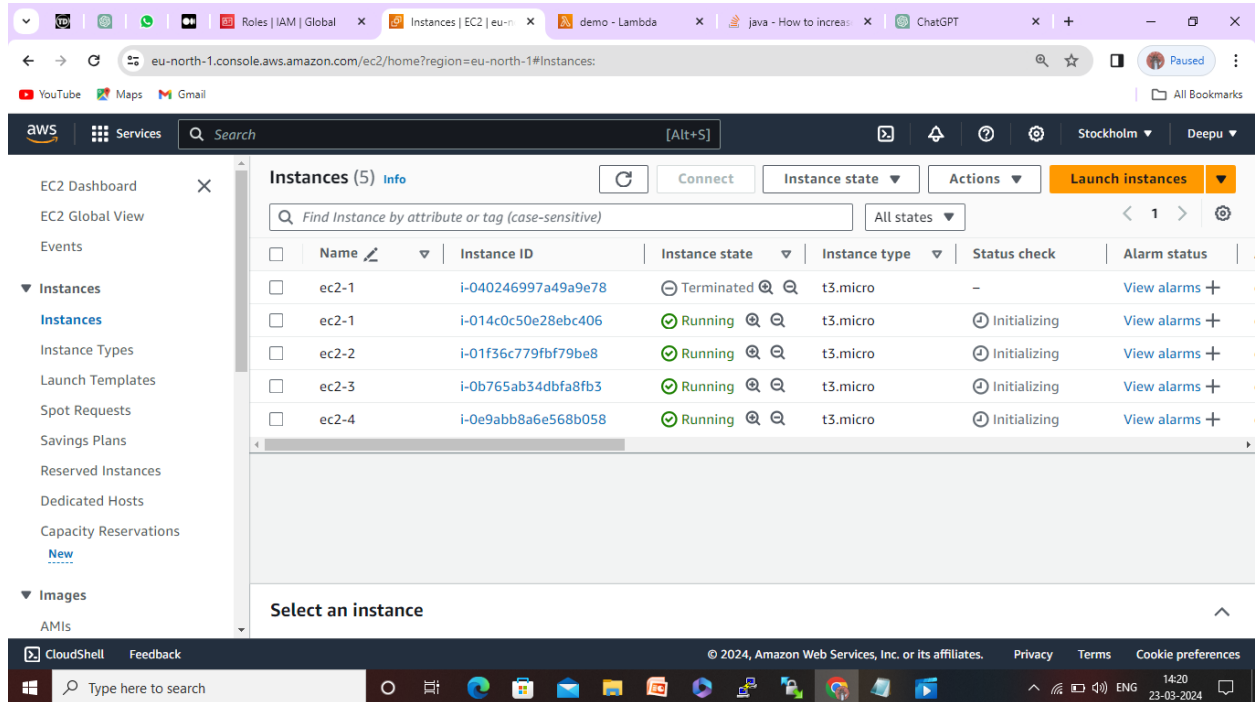 Roles | IAM | Global
Instances | EC2 | eu-n
demo - Lambda
java - How to increas
ChatGPT
eu-north-1.console.aws.amazon.com/ec2/home?region=eu-north-1#Instances:
Paused
YouTube Maps Gmail All Bookmarks
aws Services Search [Alt+S] Stockholm Deepu
EC2 Dashboard
EC2 Global View
Events
Instances
Instances
Instance Types
Launch Templates
Spot Requests
Savings Plans
Reserved Instances
Dedicated Hosts
Capacity Reservations
New
Images
AMIs
Instances (5) Info Connect Instance state Actions Launch instances
Find Instance by attribute or tag (case-sensitive) All states 1
Name Instance ID Instance state Instance type Status check Alarm status
ec2-1 i-040246997a49a9e78 Terminated t3.micro – View alarms +
ec2-1 i-014c0c50e28ebc406 Running t3.micro Initializing View alarms +
ec2-2 i-01f36c779fbf79be8 Running t3.micro Initializing View alarms +
ec2-3 i-0b765ab34dbfa8fb3 Running t3.micro Initializing View alarms +
ec2-4 i-0e9abb8a6e568b058 Running t3.micro Initializing View alarms +
Select an instance
CloudShell Feedback © 2024, Amazon Web Services, Inc. or its affiliates. Privacy Terms Cookie preferences
Type here to search ENG 14:20
23-03-2024